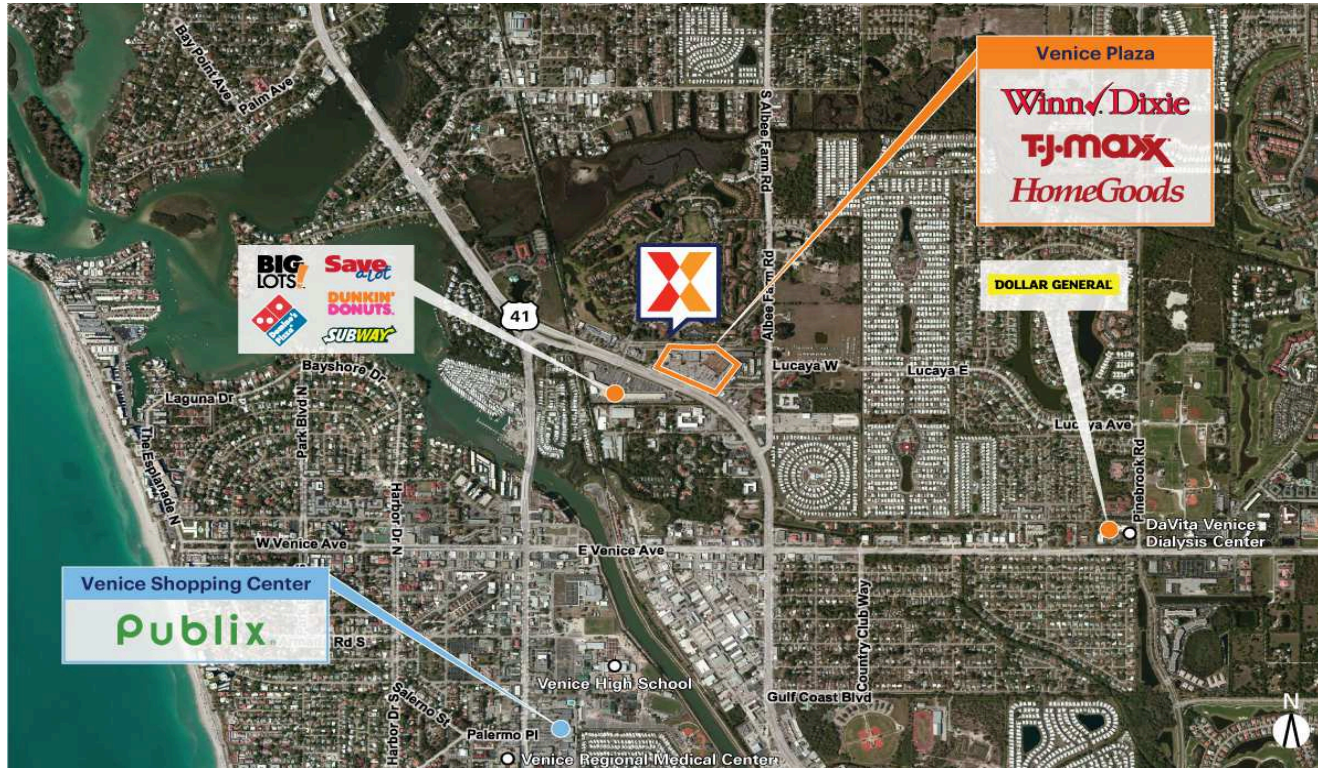 Bay Point Ave
Palm Ave
S Albee Farm Rd
Venice Plaza
Winn Dixie
T·J·maxx
HomeGoods
BIG
LOTS!
Save
a lot
Domino's
Pizza
DUNKIN'
DONUTS.
SUBWAY
41
Albee Farm Rd
DOLLAR GENERAL
Bayshore Dr
Laguna Dr
Park Blvd N
The Esplanade N
Harbor Dr N
Lucaya W
Lucaya E
Lucaya Ave
Pinebrook Rd
DaVita Venice
Dialysis Center
W Venice Ave
E Venice Ave
Venice Shopping Center
Publix
Rd S
Country Club Way
Venice High School
Gulf Coast Blvd
Salerno St
Harbor Dr S
Palermo Pl
Venice Regional Medical Center
N